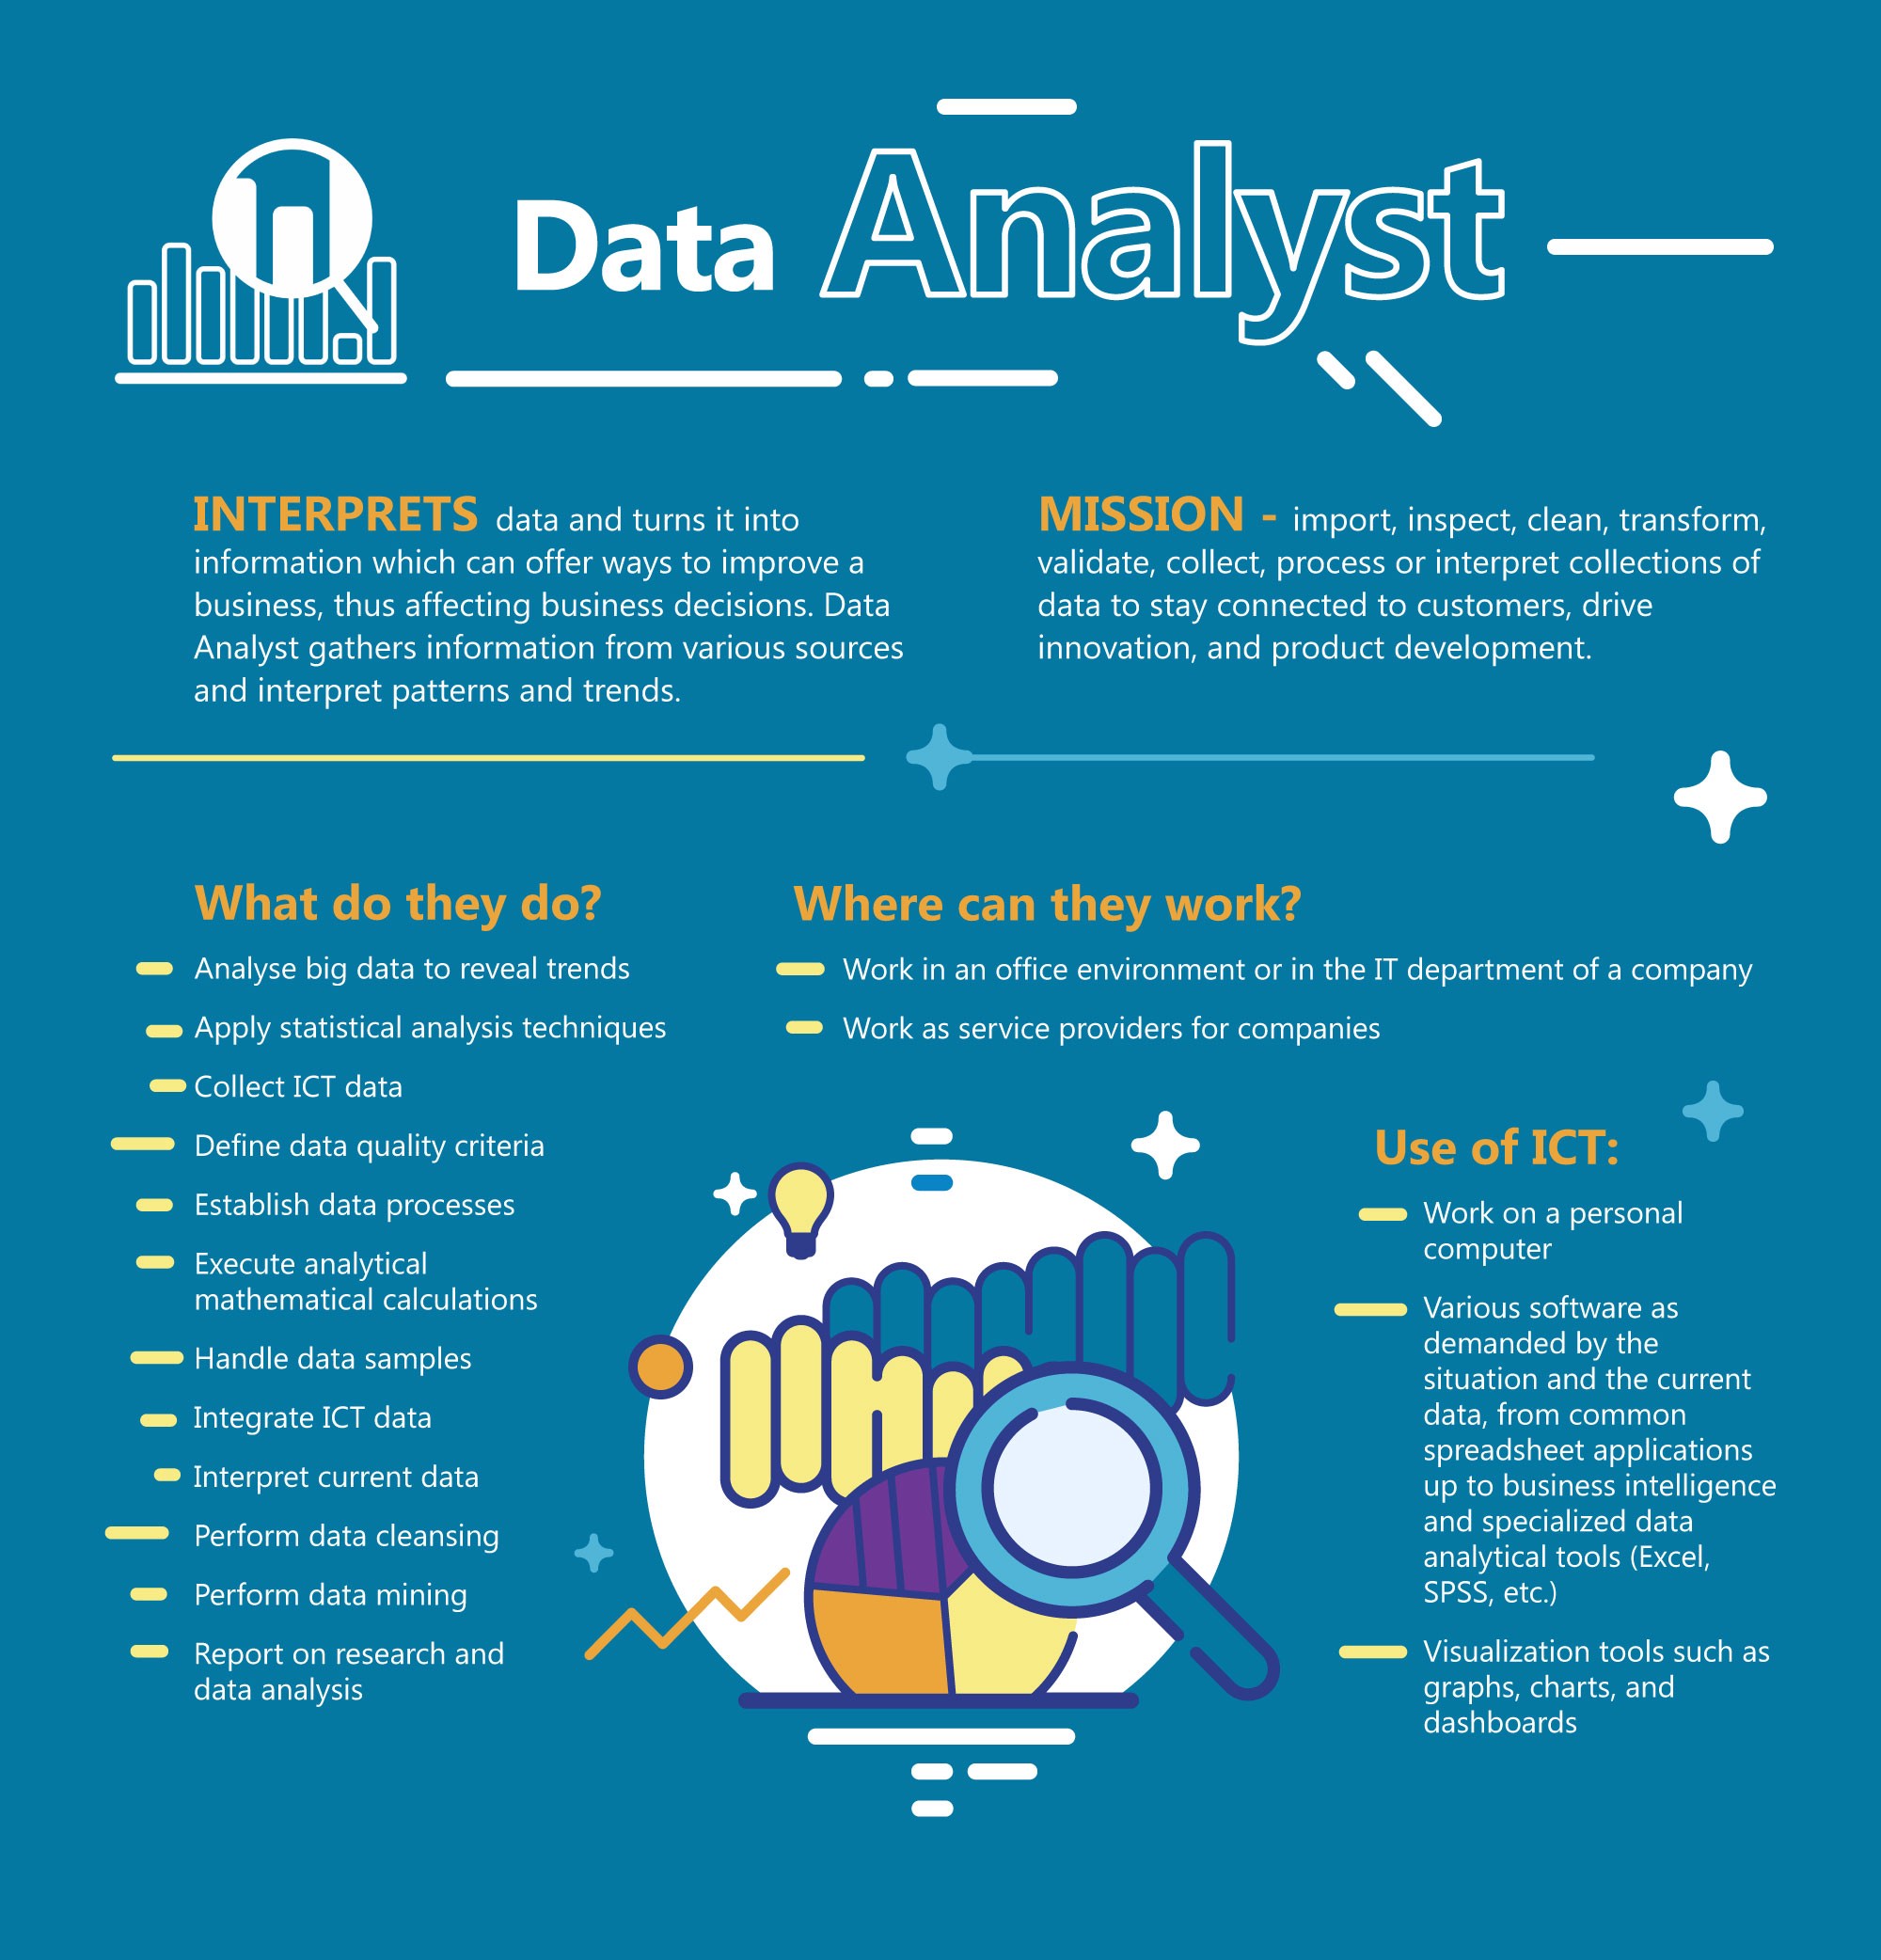 Data Analyst
INTERPRETS data and turns it into
information which can offer ways to improve a
business, thus affecting business decisions. Data
Analyst gathers information from various sources
and interpret patterns and trends.
MISSION - import, inspect, clean, transform,
validate, collect, process or interpret collections of
data to stay connected to customers, drive
innovation, and product development.
What do they do?
Analyse big data to reveal trends
Apply statistical analysis techniques
Collect ICT data
Define data quality criteria
Establish data processes
Execute analytical
mathematical calculations
Handle data samples
Integrate ICT data
Interpret current data
Perform data cleansing
Perform data mining
Report on research and
data analysis
Where can they work?
Work in an office environment or in the IT department of a company
Work as service providers for companies
Use of ICT:
Work on a personal
computer
Various software as
demanded by the
situation and the current
data, from common
spreadsheet applications
up to business intelligence
and specialized data
analytical tools (Excel,
SPSS, etc.)
Visualization tools such as
graphs, charts, and
dashboards